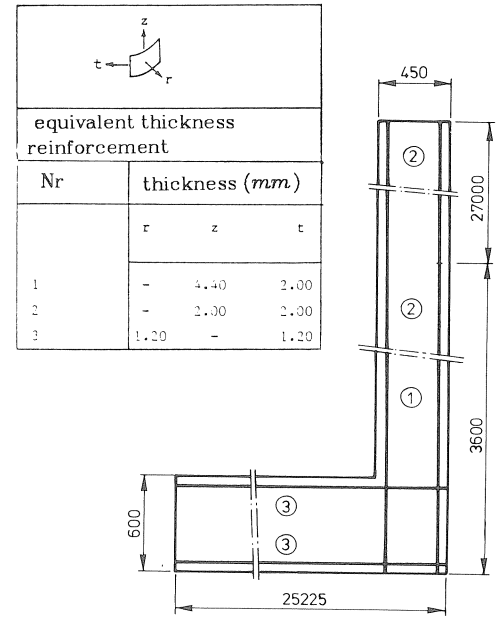 z
t
r
equivalent thickness
reinforcement
Nr thickness (mm)
r z t
1 - 4.40 2.00
2 - 2.00 2.00
3 1.20 - 1.20
450
2
27000
2
1
3600
3
600
3
25225